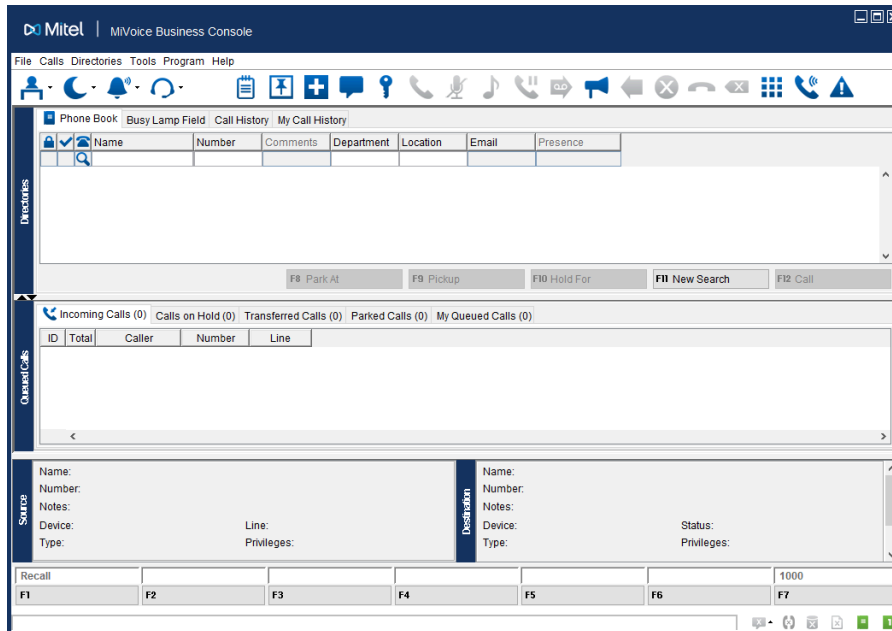 Mitel | MiVoice Business Console
File Calls Directories Tools Program Help
Phone Book Busy Lamp Field Call History My Call History
Name Number Comments Department Location Email Presence
Directories
F8 Park At F9 Pickup F10 Hold For F11 New Search F12 Call
Incoming Calls (0) Calls on Hold (0) Transferred Calls (0) Parked Calls (0) My Queued Calls (0)
ID Total Caller Number Line
Queued Calls
Source
Name:
Number:
Notes:
Device: Line:
Type: Privileges:
Destination
Name:
Number:
Notes:
Device: Status:
Type: Privileges:
Recall 1000
F1 F2 F3 F4 F5 F6 F7